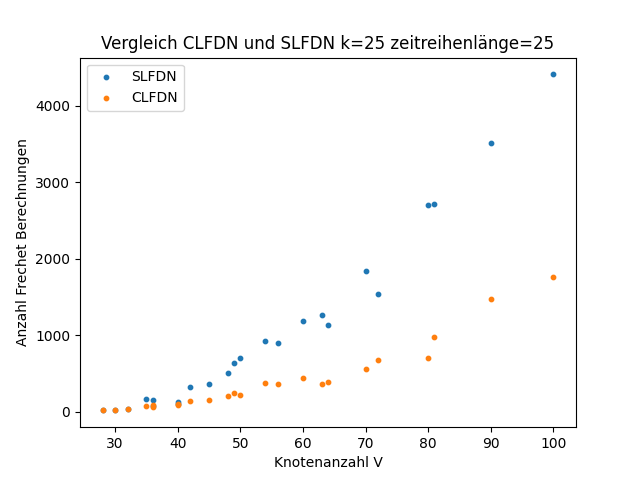 Vergleich CLFDN und SLFDN k=25 zeitreihenlänge=25
SLFDN
CLFDN
Anzahl Frechet Berechnungen
4000
3000
2000
1000
0
30 40 50 60 70 80 90 100
Knotenanzahl V